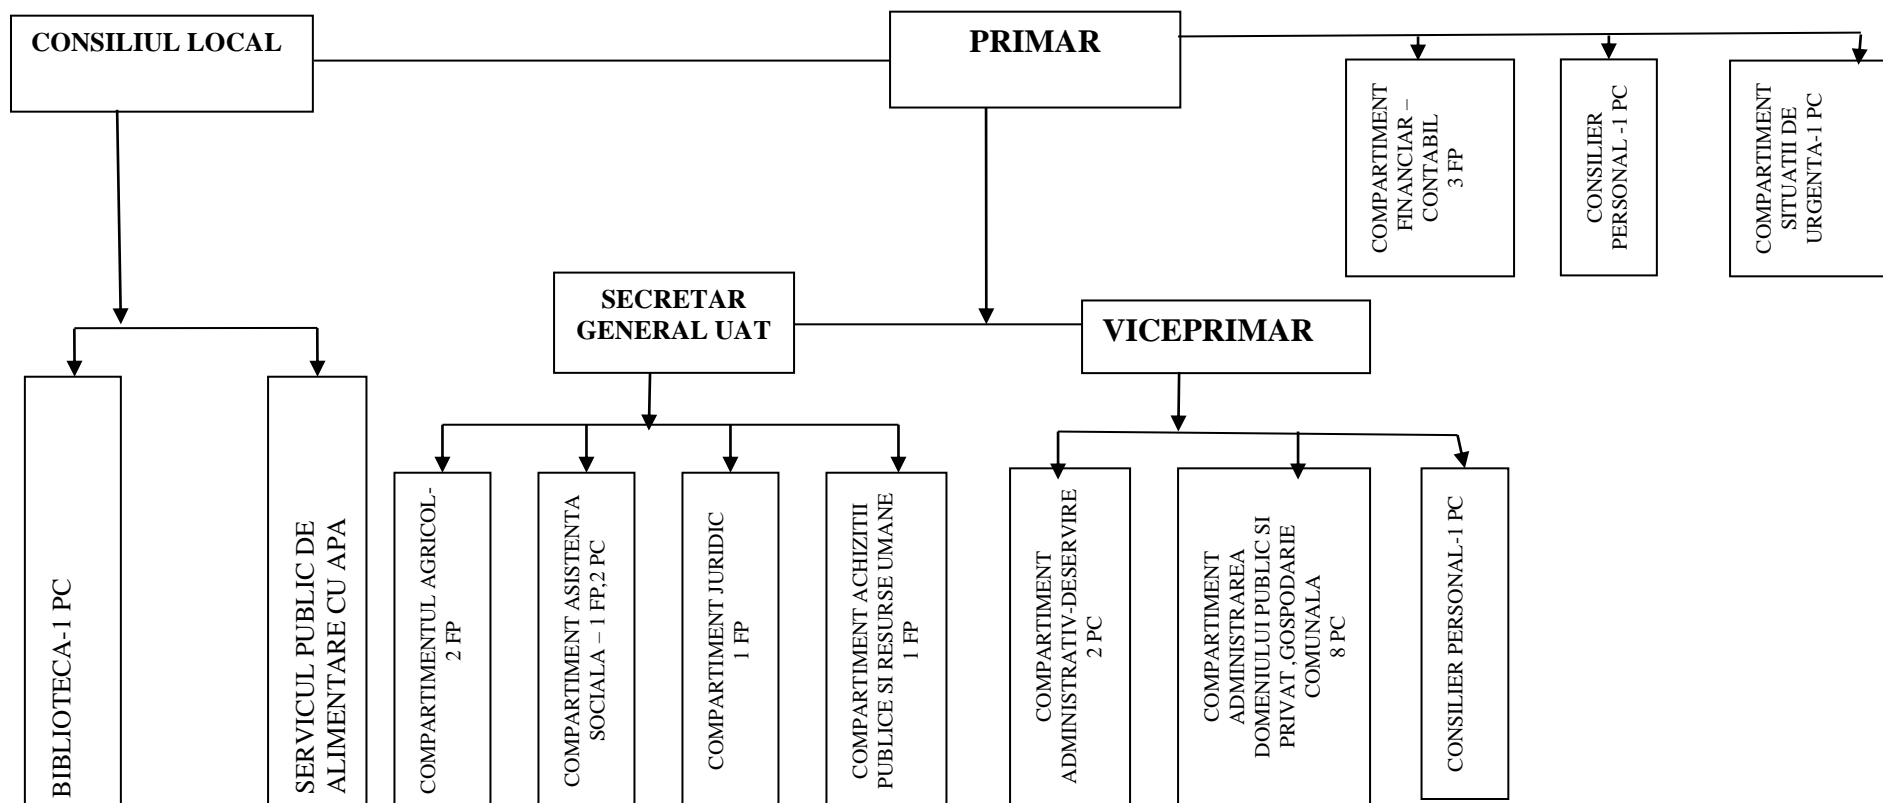 CONSILIUL LOCAL
PRIMAR
COMPARTIMENT
FINANCIAR –
CONTABIL
3 FP
CONSILIER
PERSONAL -1 PC
COMPARTIMENT
SITUATII DE
URGENTA-1 PC
SECRETAR
GENERAL UAT
VICEPRIMAR
BIBLIOTECA-1 PC
SERVICIUL PUBLIC DE
ALIMENTARE CU APA
COMPARTIMENTUL AGRICOL-
2 FP
COMPARTIMENT ASISTENTA
SOCIALA – 1 FP,2 PC
COMPARTIMENT JURIDIC
1 FP
COMPARTIMENT ACHIZITII
PUBLICE SI RESURSE UMANE
1 FP
COMPARTIMENT
ADMINISTRATIV-DESERVIRE
2 PC
COMPARTIMENT
ADMINISTRAREA
DOMENIULUI PUBLIC SI
PRIVAT ,GOSPODARIE
COMUNALA
8 PC
CONSILIER PERSONAL-1 PC